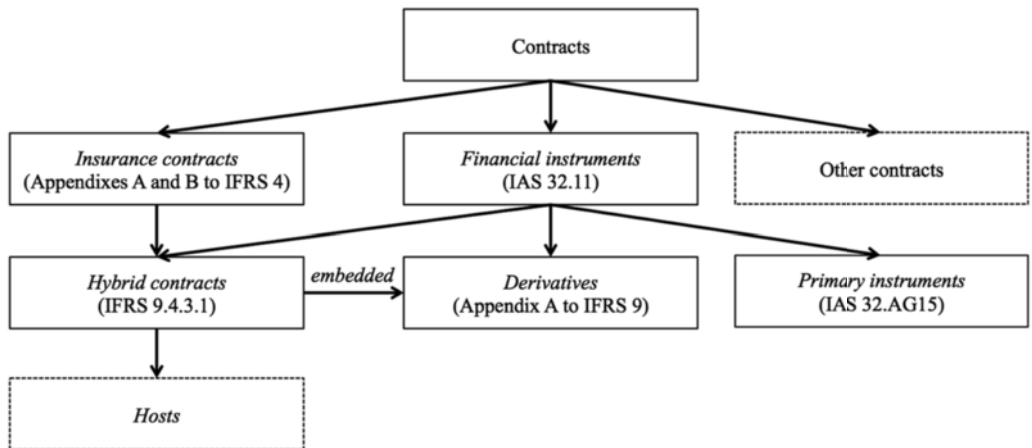 Contracts
Insurance contracts
(Appendixes A and B to IFRS 4)
Financial instruments
(IAS 32.11)
Other contracts
Hybrid contracts
(IFRS 9.4.3.1)
embedded
Derivatives
(Appendix A to IFRS 9)
Primary instruments
(IAS 32.AG15)
Hosts